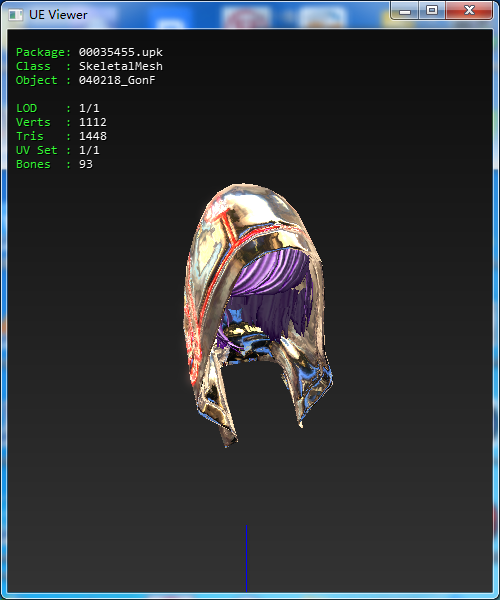 UE Viewer
Package: 00035455.upk
Class : SkeletalMesh
Object : 040218_GonF
LOD : 1/1
Verts : 1112
Tris : 1448
UV Set : 1/1
Bones : 93